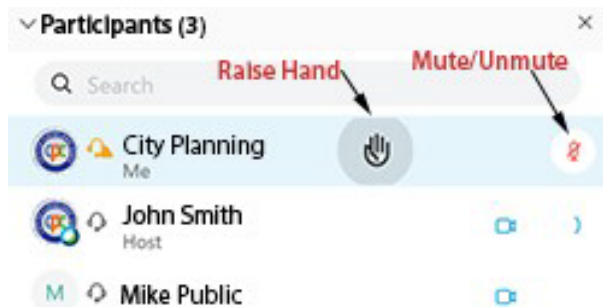 Participants (3)
Search
Raise Hand
Mute/Unmute
City Planning
Me
John Smith
Host
M Mike Public